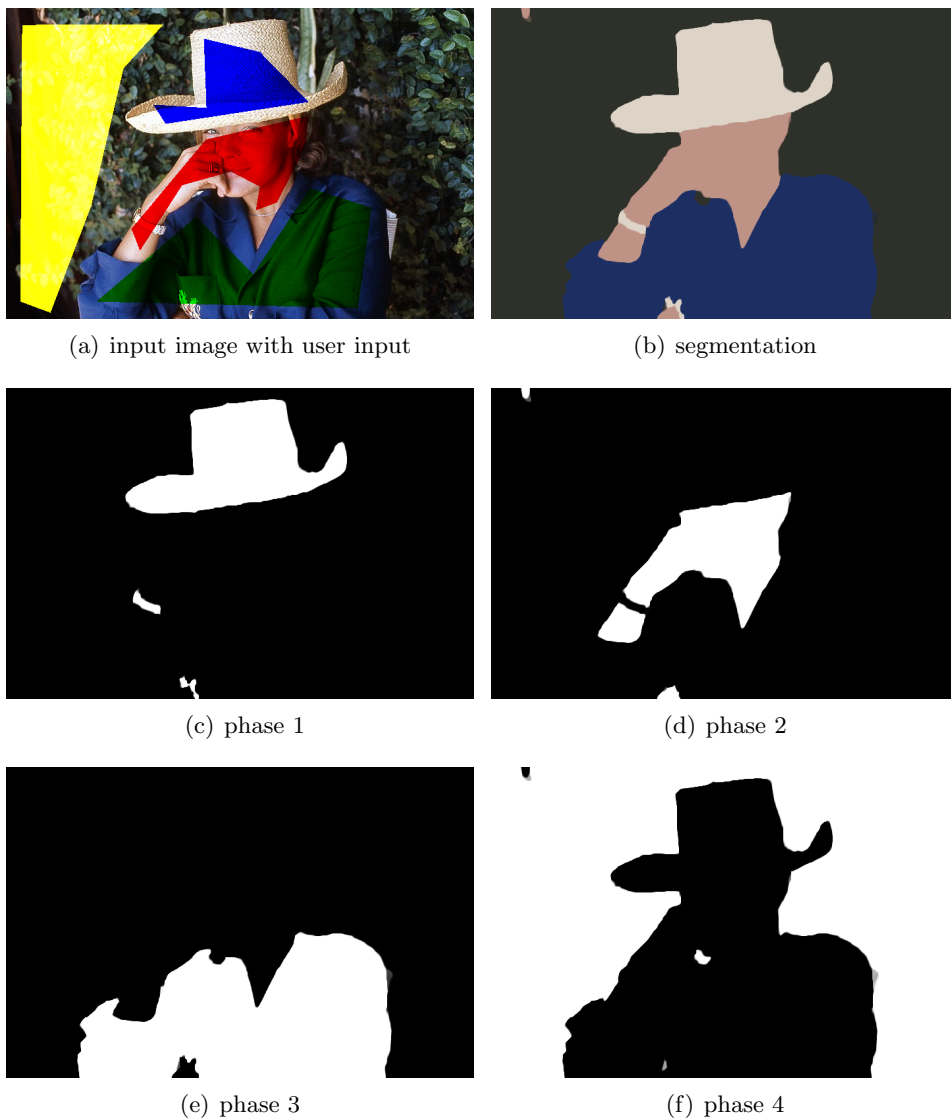 (a) input image with user input
(b) segmentation
(c) phase 1
(d) phase 2
(e) phase 3
(f) phase 4